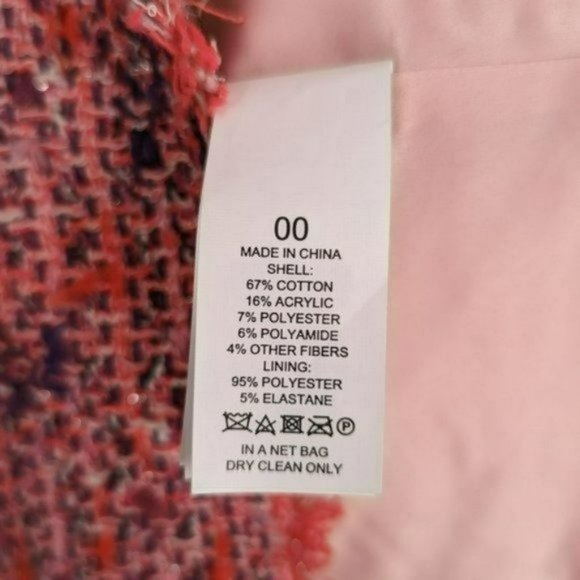 00
MADE IN CHINA
SHELL:
67% COTTON
16% ACRYLIC
7% POLYESTER
6% POLYAMIDE
4% OTHER FIBERS
LINING:
95% POLYESTER
5% ELASTANE
P
IN A NET BAG
DRY CLEAN ONLY